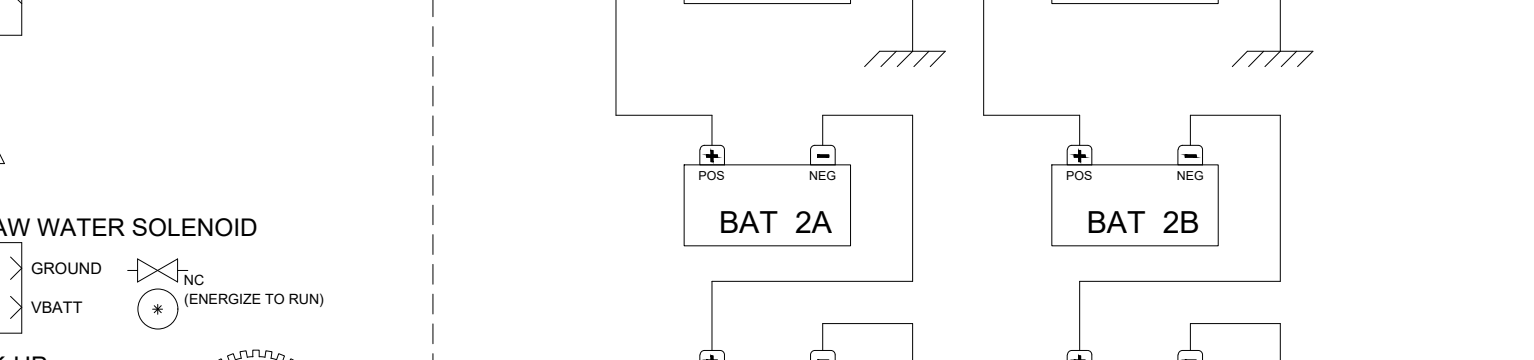 POS NEG POS NEG
BAT 2A BAT 2B
AW WATER SOLENOID
GROUND
NC
(ENERGIZE TO RUN)
VBATT